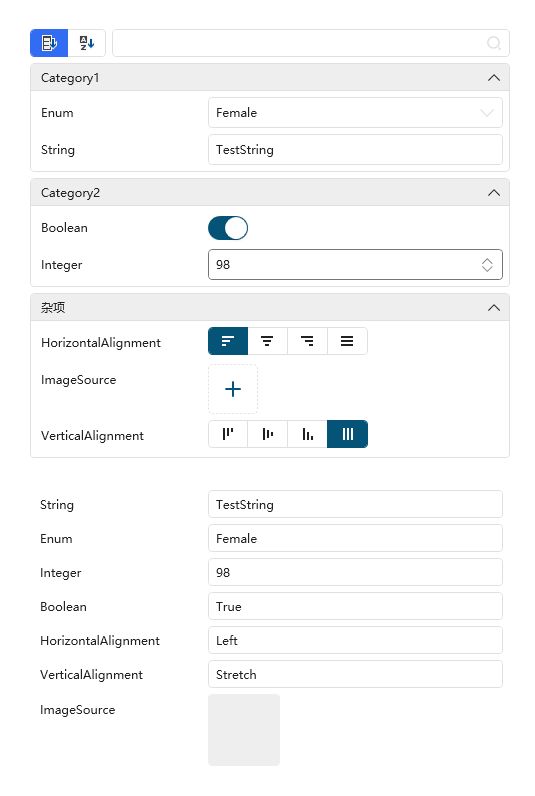 Category1
Enum Female
String TestString
Category2
Boolean
Integer 98
杂项
HorizontalAlignment
ImageSource
VerticalAlignment
String TestString
Enum Female
Integer 98
Boolean True
HorizontalAlignment Left
VerticalAlignment Stretch
ImageSource